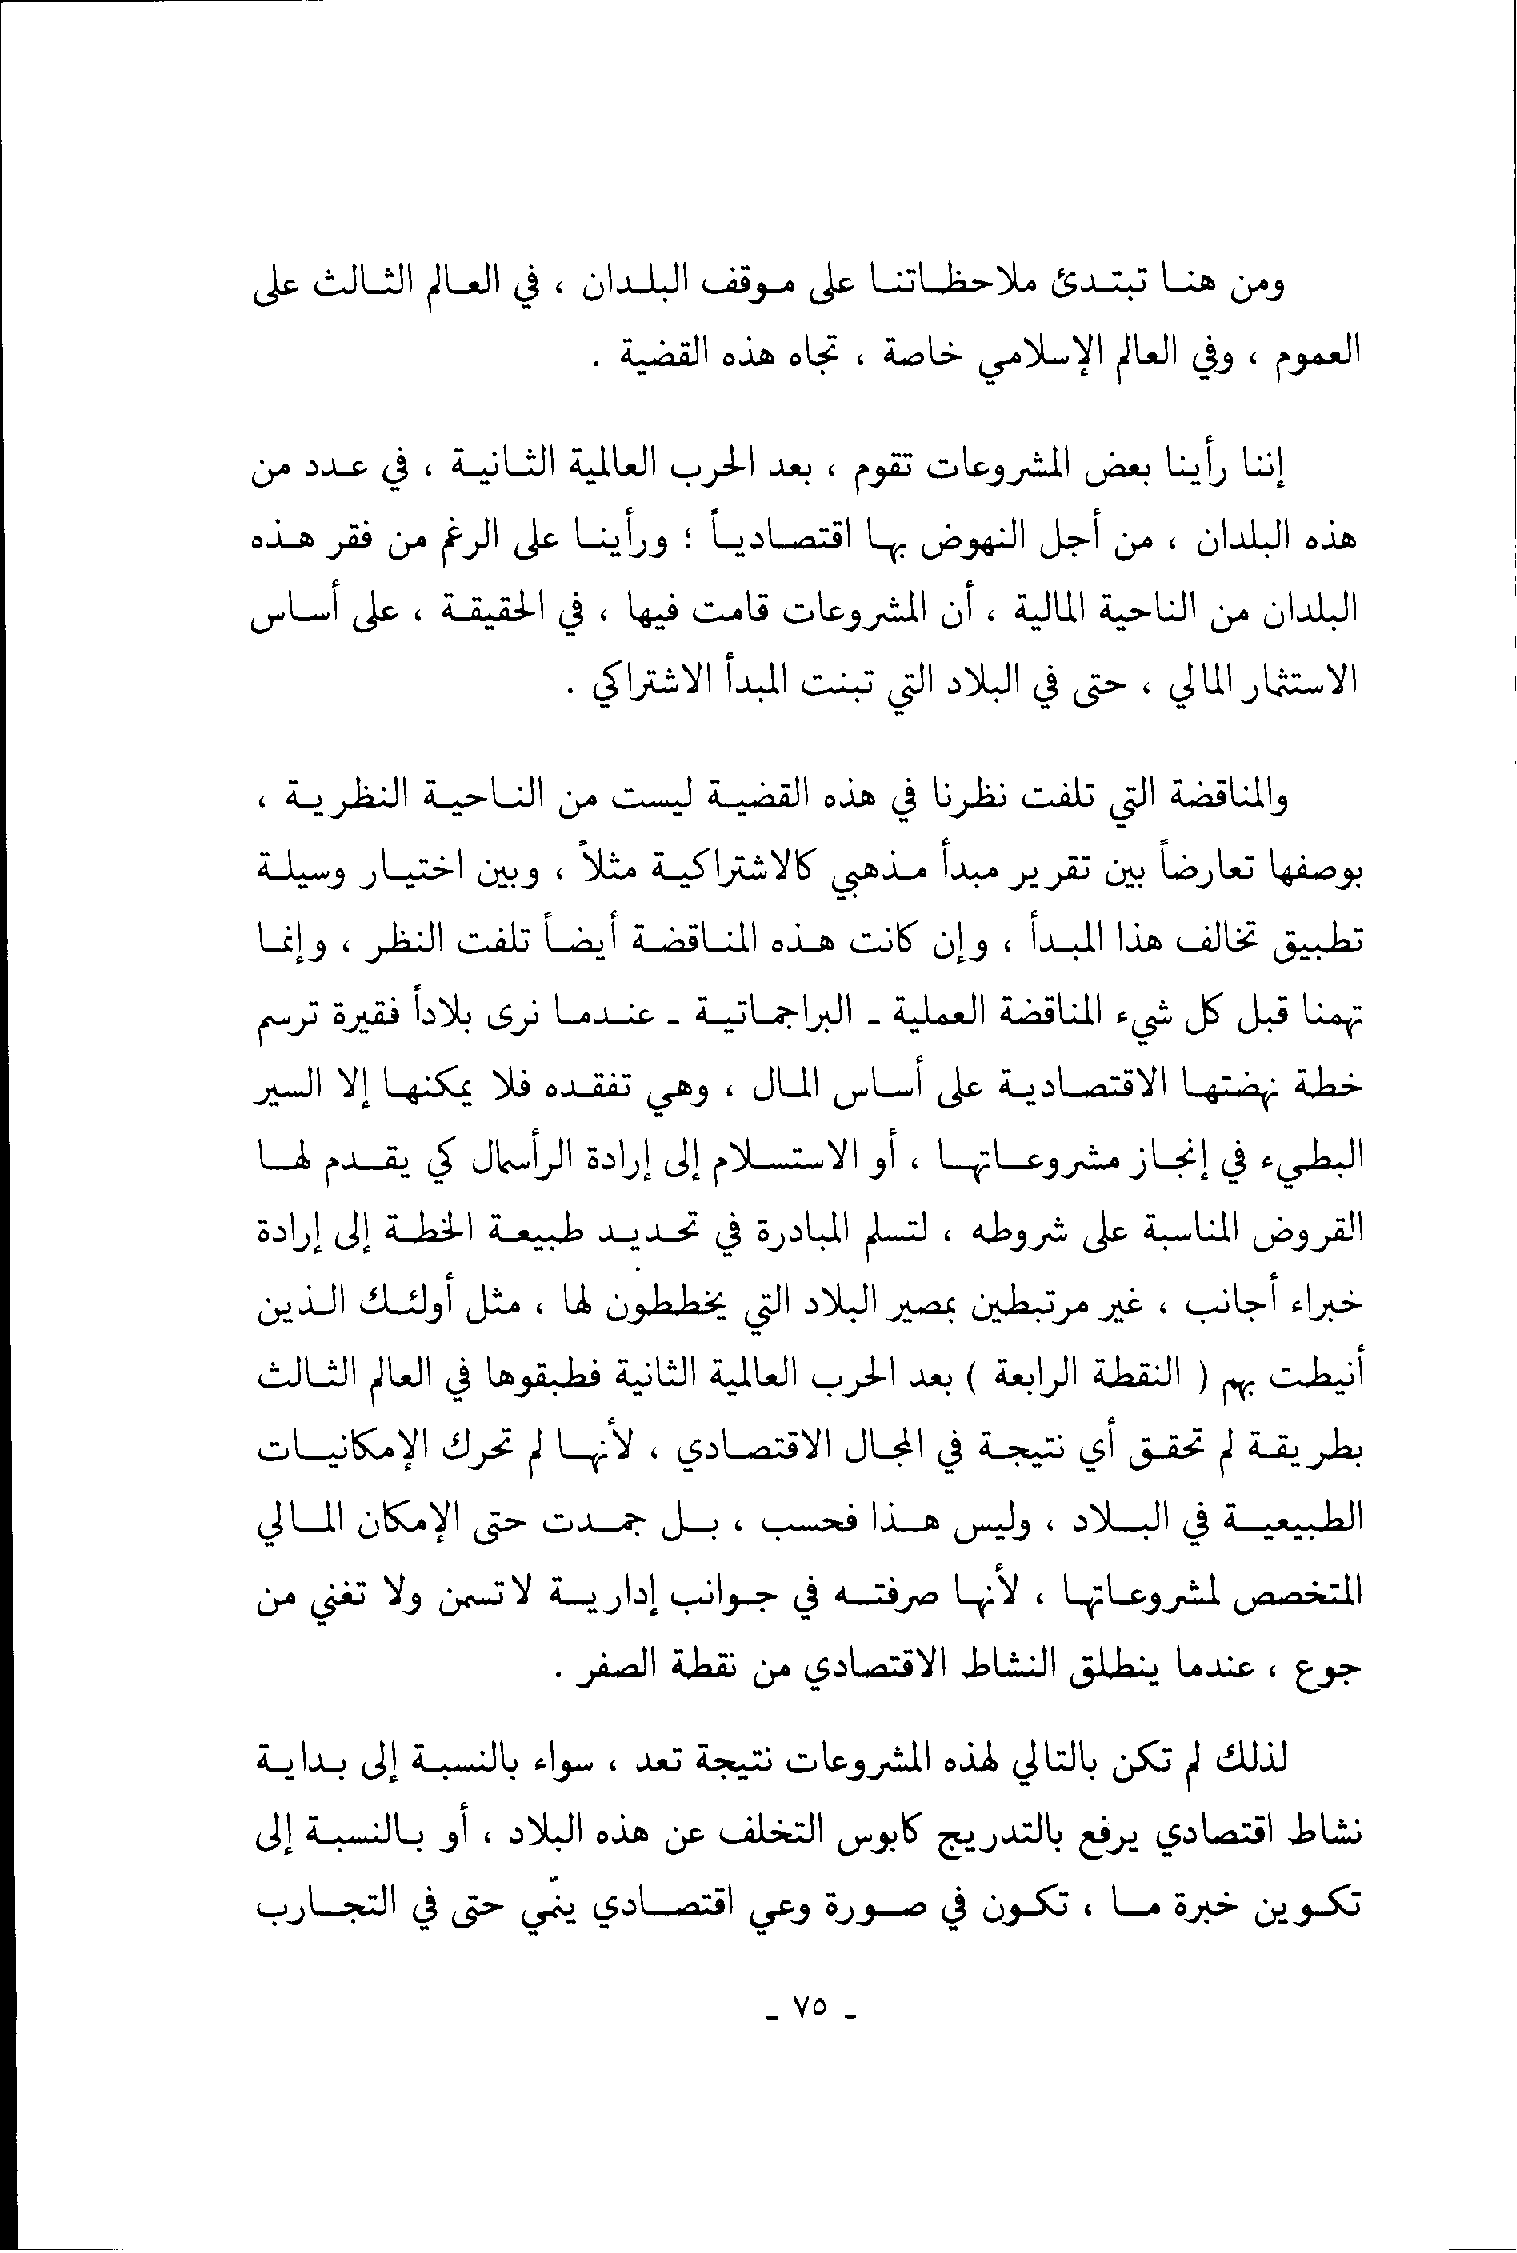 ومن هنا تبتدئ ملاحظاتنا على موقف البلدان ، في العالم الثالث على
العموم ، وفي العالم الإسلامي خاصة ، تجاه هذه القضية .
إننا رأينا بعض المشروعات تقوم ، بعد الحرب العالمية الثانية ، في عدد من
هذه البلدان ، من أجل النهوض بها اقتصادياً ؛ ورأينا على الرغم من فقر هذه
البلدان من الناحية المالية ، أن المشروعات قامت فيها ، في الحقيقة ، على أساس
الاستثمار المالي ، حتى في البلاد التي تبنت المبدأ الاشتراكي .
والمناقضة التي تلفت نظرنا في هذه القضية ليست من الناحية النظرية ،
بوصفها تعارضاً بين تقرير مبدأ مذهبي كالاشتراكية مثلاً ، وبين اختيار وسيلة
تطبيق تخالف هذا المبدأ ، وإن كانت هذه المناقضة أيضاً تلفت النظر ، وإنما
تهمنا قبل كل شيء المناقضة العملية - البراجماتية - عندما نرى بلاداً فقيرة ترسم
خطة نهضتها الاقتصادية على أساس المال ، وهي تفقده فلا يمكنها إلا السير
البطيء في إنجاز مشروعاتها ، أو الاستسلام إلى إرادة الرأسمال كي يقدم لها
القروض المناسبة على شروطه ، لتسلم المبادرة في تحديد طبيعة الخطة إلى إرادة
خبراء أجانب ، غير مرتبطين بمصير البلاد التي يخططون لها ، مثل أولئك الذين
أنيطت بهم ( النقطة الرابعة ) بعد الحرب العالمية الثانية فطبقوها في العالم الثالث
بطريقة لم تحقق أي نتيجة في المجال الاقتصادي ، لأنها لم تحرك الإمكانيات
الطبيعية في البلاد ، وليس هذا فحسب ، بل جمدت حتى الإمكان المالي
المتخصص لمشروعاتها ، لأنها صرفته في جوانب إدارية لا تسمن ولا تغني من
جوع ، عندما ينطلق النشاط الاقتصادي من نقطة الصفر .
لذلك لم تكن بالتالي لهذه المشروعات نتيجة تعد ، سواء بالنسبة إلى بداية
نشاط اقتصادي يرفع بالتدريج كابوس التخلف عن هذه البلاد ، أو بالنسبة إلى
تكوين خبرة ما ، تكون في صورة وعي اقتصادي ينمّي حتى في التجارب
- ٧٥ -